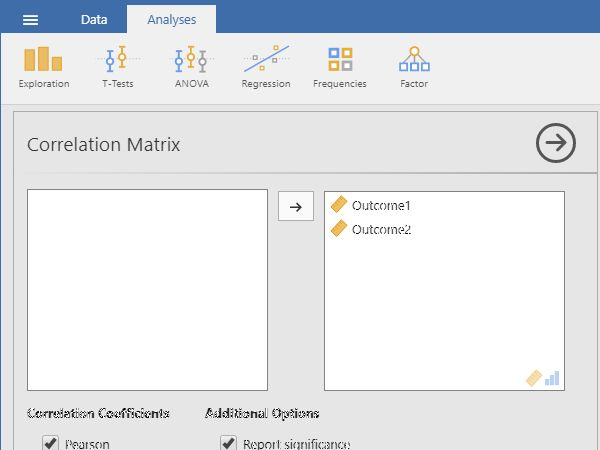 Data Analyses
Exploration T-Tests ANOVA Regression Frequencies Factor
Correlation Matrix
Outcome1
Outcome2
Correlation Coefficients Additional Options
Pearson Report significance